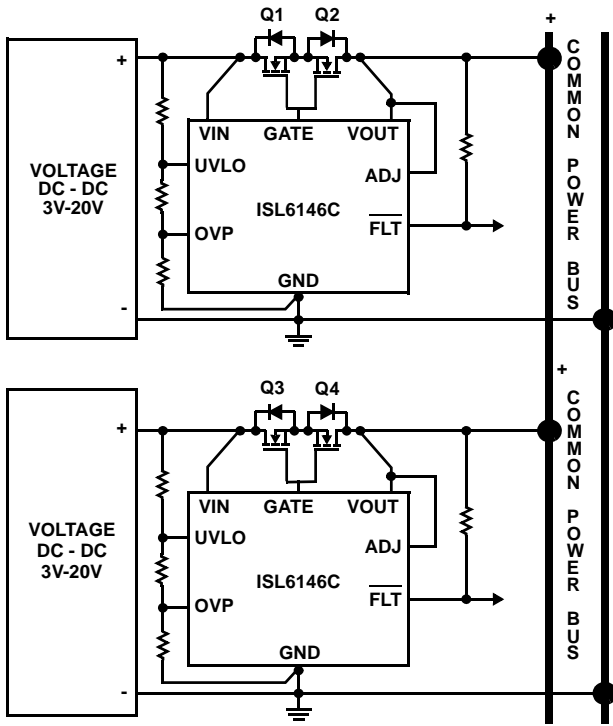 Q1 Q2
+
+
VIN GATE VOUT
UVLO
ADJ
VOLTAGE
DC - DC
3V-20V
ISL6146C
OVP
FLT
GND
-
COMMON POWER BUS
Q3 Q4
+
+
VIN GATE VOUT
UVLO
ADJ
VOLTAGE
DC - DC
3V-20V
ISL6146C
OVP
FLT
GND
-
COMMON POWER BUS